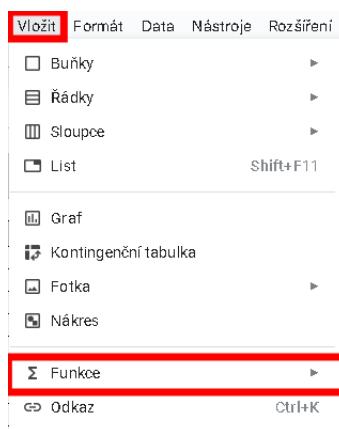 Vložit Formát Data Nástroje Rozšíření
Buňky
Řádky
Sloupce
List Shift+F11
Graf
Kontingenční tabulka
Fotka
Nákres
Σ Funkce
Odkaz Ctrl+K